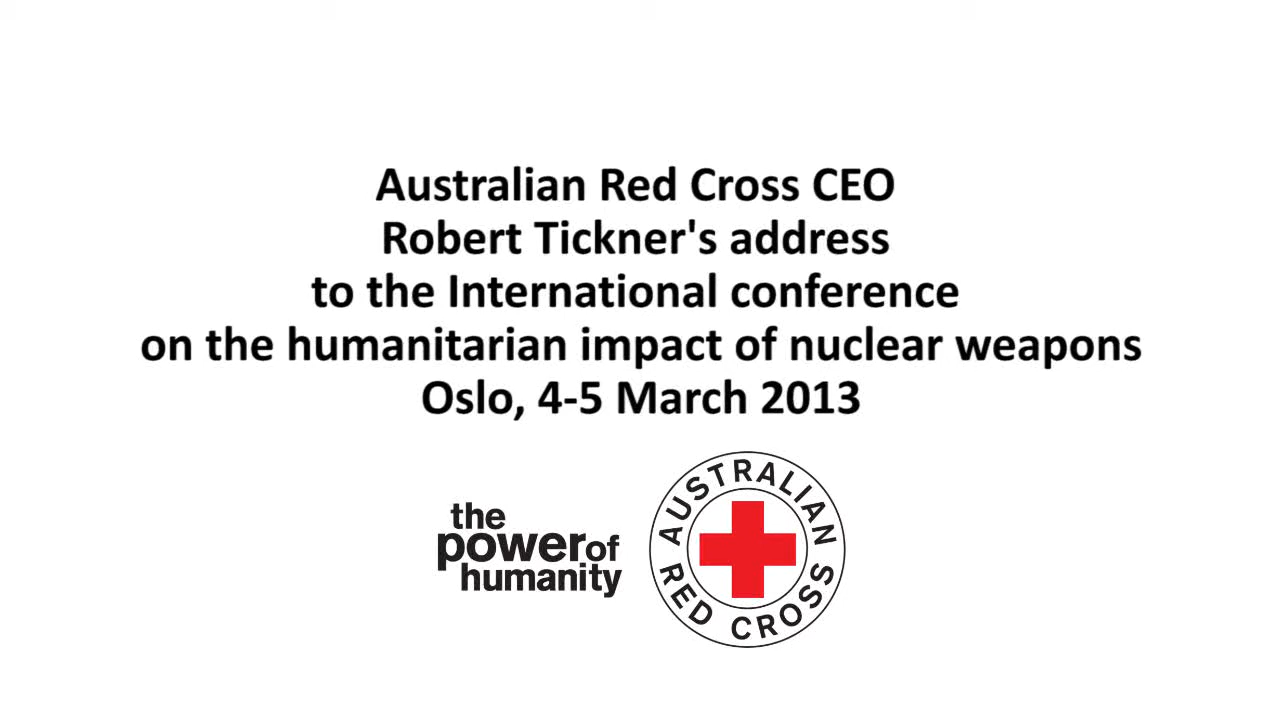 Australian Red Cross CEO
Robert Tickner's address
to the International conference
on the humanitarian impact of nuclear weapons
Oslo, 4-5 March 2013
the
power of
humanity
AUSTRALIAN
RED CROSS